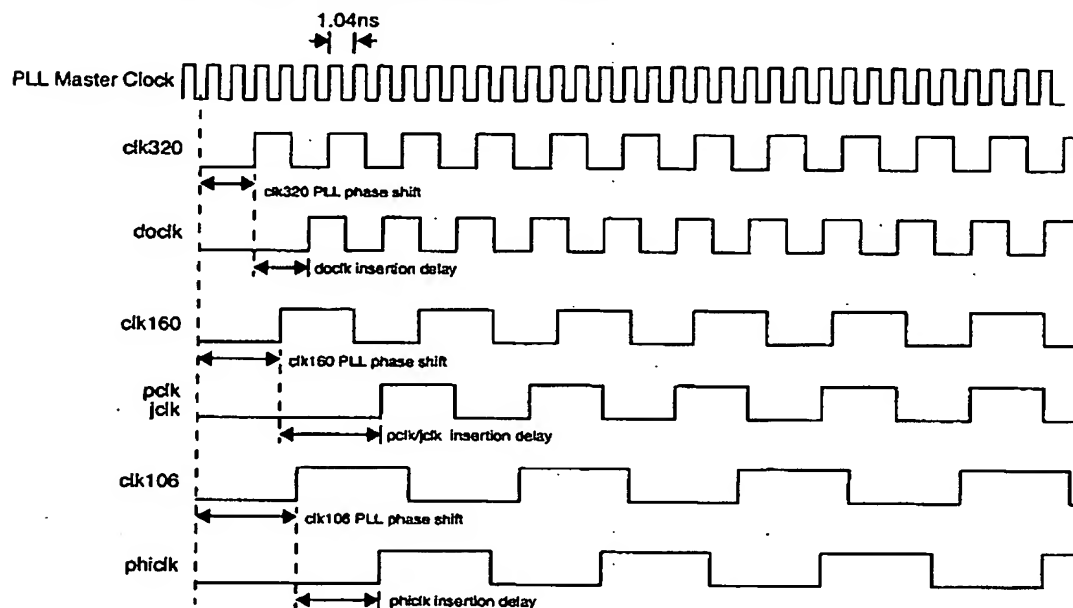 1.04ns
PLL Master Clock
clk320
clk320 PLL phase shift
doclk
doclk insertion delay
clk160
clk160 PLL phase shift
pclk
jclk
pclk/jclk insertion delay
clk106
clk106 PLL phase shift
phiclk
phiclk insertion delay